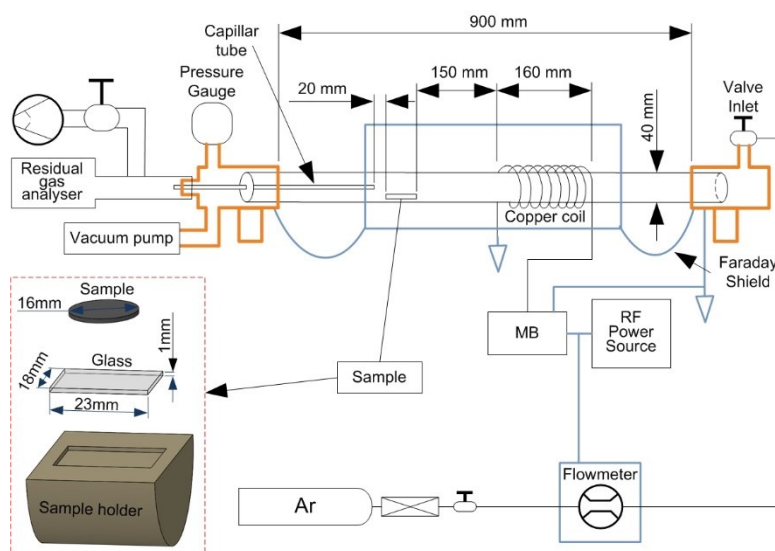 900 mm
Capillar
tube
Pressure
Gauge
20 mm
150 mm
160 mm
40 mm
Valve
Inlet
Residual
gas
analyser
Copper coil
Vacuum pump
Faraday
Shield
Sample
16mm
1mm
Glass
18mm
23mm
Sample
MB
RF
Power
Source
Sample holder
Ar
Flowmeter